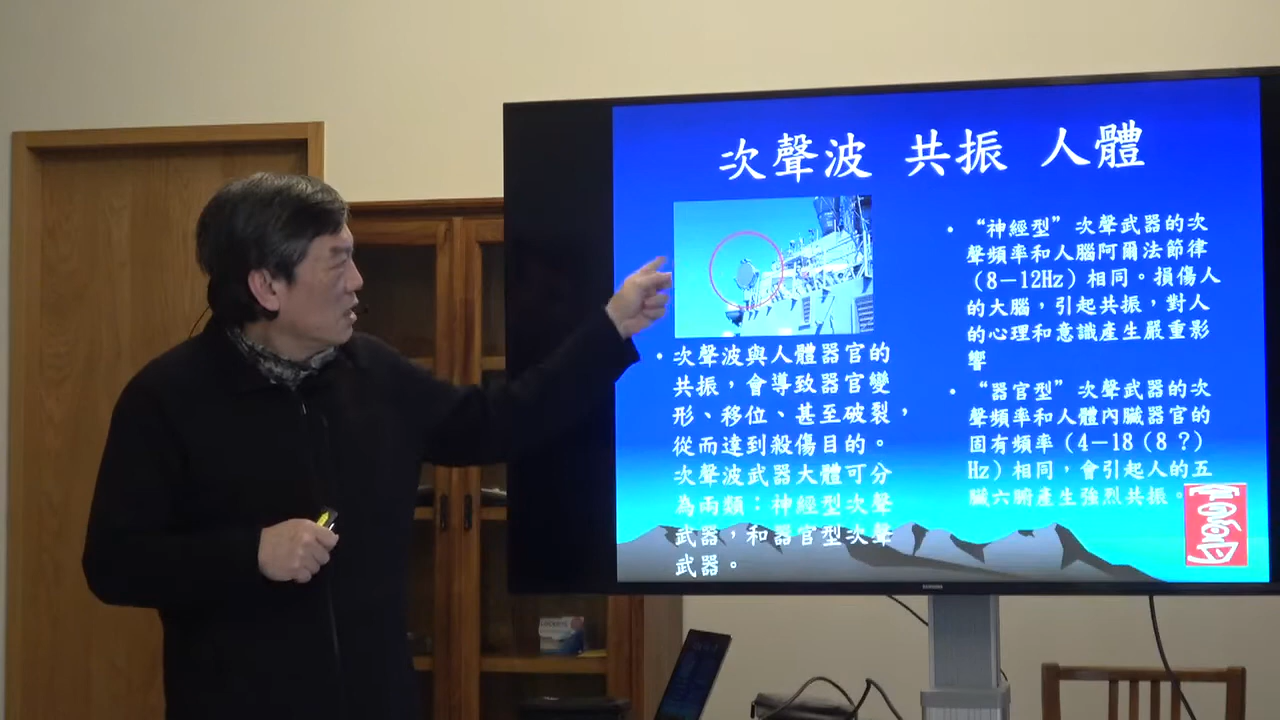 次聲波 共振 人體
• 次聲波與人體器官的
共振，會導致器官變
形、移位、甚至破裂，
從而達到殺傷目的。
次聲波武器大體可分
為兩類：神經型次聲
武器，和器官型次聲
武器。
• “神經型”次聲武器的次
聲頻率和人腦阿爾法節律
（8－12Hz）相同。損傷人
的大腦，引起共振，對人
的心理和意識產生嚴重影
響
• “器官型”次聲武器的次
聲頻率和人體內臟器官的
固有頻率（4－18（8？）
Hz）相同，會引起人的五
臟六腑產生強烈共振。
SAMSUNG